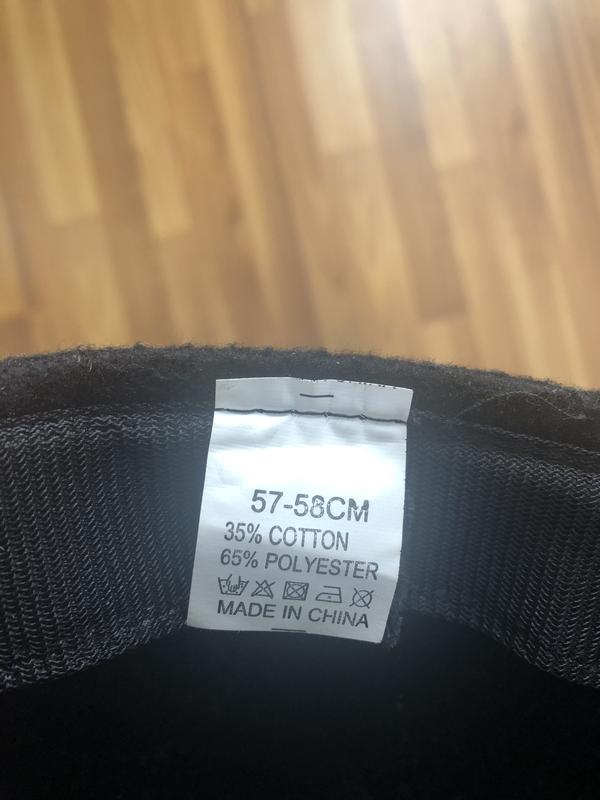 57-58CM
35% COTTON
65% POLYESTER
MADE IN CHINA